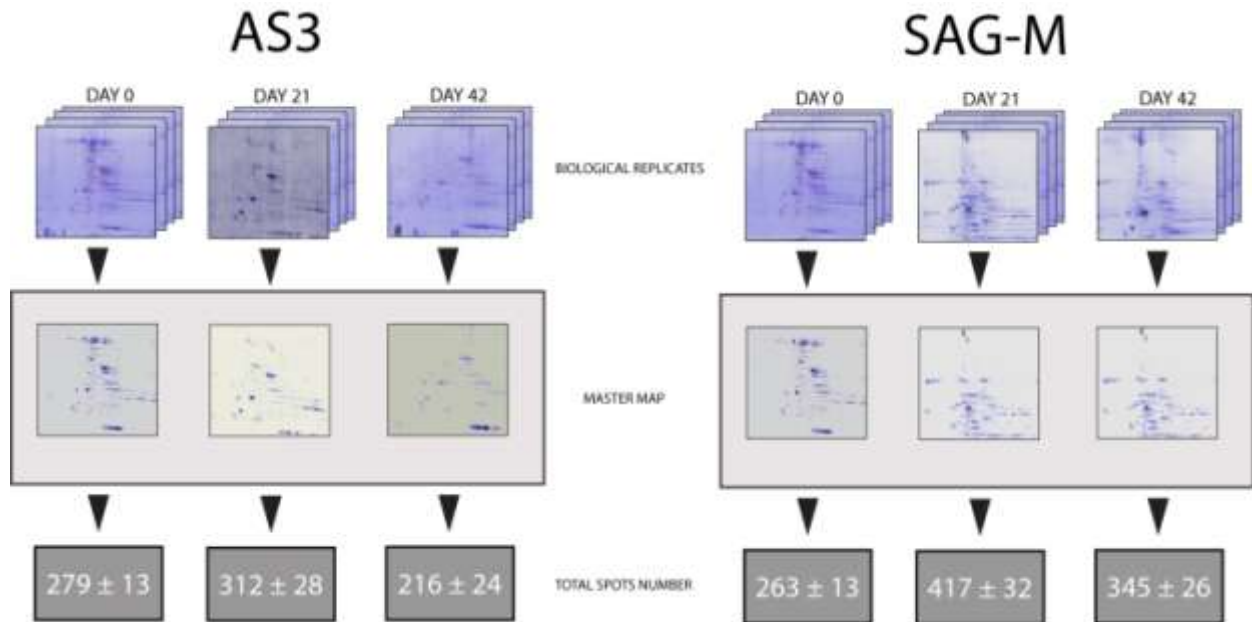 AS3
SAG-M
DAY 0
DAY 21
DAY 42
DAY 0
DAY 21
DAY 42
BIOLOGICAL REPLICATES
MASTER MAP
279 ± 13
312 ± 28
216 ± 24
TOTAL SPOTS NUMBER
263 ± 13
417 ± 32
345 ± 26